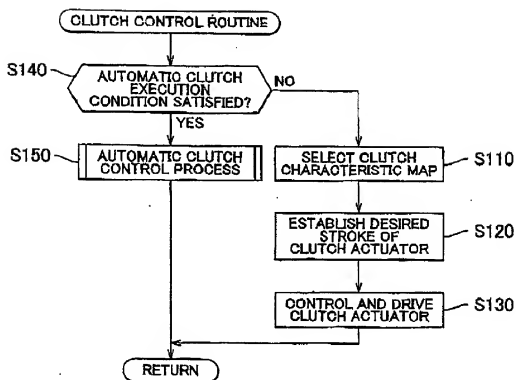 CLUTCH CONTROL ROUTINE
S140
AUTOMATIC CLUTCH
EXECUTION
CONDITION SATISFIED?
NO
YES
S150
AUTOMATIC CLUTCH
CONTROL PROCESS
SELECT CLUTCH
CHARACTERISTIC MAP
S110
ESTABLISH DESIRED
STROKE OF
CLUTCH ACTUATOR
S120
CONTROL AND DRIVE
CLUTCH ACTUATOR
S130
RETURN